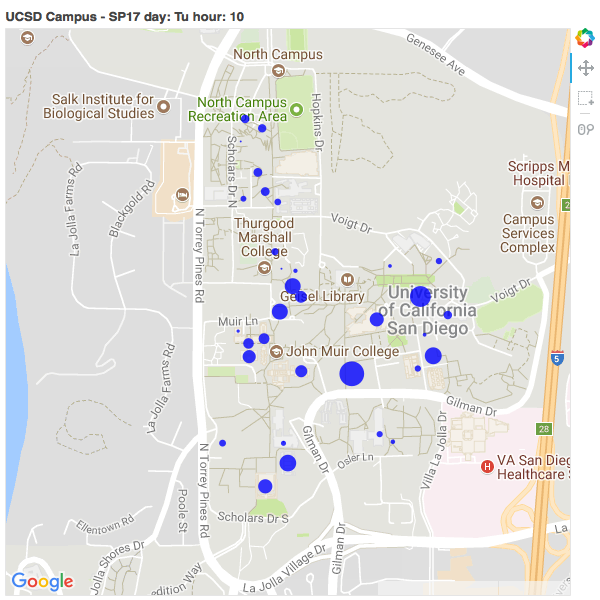 UCSD Campus - SP17 day: Tu hour: 10
Genesee Ave
North Campus
Salk Institute for
Biological Studies
North Campus
Recreation Area
Hopkins Dr
Scholars Dr N
Scripps M
Hospital
La Jolla Farms Rd
Blackgold Rd
N Torrey Pines Rd
Voigt Dr
Campus
Services
Complex
Thurgood
Marshall
College
Geisel Library
University
of California
San Diego
Voigt Dr
Muir Ln
John Muir College
5
La Jolla Farms Rd
Gilman Dr
28
N Torrey Pines Rd
Gilman Dr
Osler Ln
Villa La Jolla Dr
VA San Dieg
Healthcare
H
Poole St
Ellentown Rd
Scholars Dr S
La
La Jolla Shores Dr
Gilman Dr
La Jolla Village Dr
Google